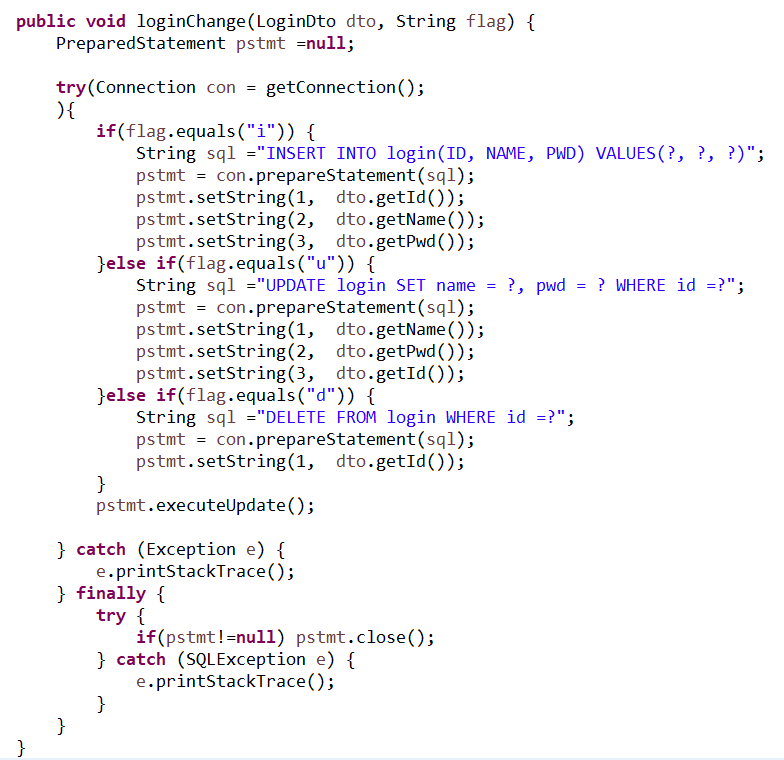 public void loginChange(LoginDto dto, String flag) {
    PreparedStatement pstmt =null;

    try(Connection con = getConnection();
    ){
        if(flag.equals("i")) {
            String sql ="INSERT INTO login(ID, NAME, PWD) VALUES(?, ?, ?)";
            pstmt = con.prepareStatement(sql);
            pstmt.setString(1,  dto.getId());
            pstmt.setString(2,  dto.getName());
            pstmt.setString(3,  dto.getPwd());
        }else if(flag.equals("u")) {
            String sql ="UPDATE login SET name = ?, pwd = ? WHERE id =?";
            pstmt = con.prepareStatement(sql);
            pstmt.setString(1,  dto.getName());
            pstmt.setString(2,  dto.getPwd());
            pstmt.setString(3,  dto.getId());
        }else if(flag.equals("d")) {
            String sql ="DELETE FROM login WHERE id =?";
            pstmt = con.prepareStatement(sql);
            pstmt.setString(1,  dto.getId());
        }
        pstmt.executeUpdate();

    } catch (Exception e) {
        e.printStackTrace();
    } finally {
        try {
            if(pstmt!=null) pstmt.close();
        } catch (SQLException e) {
            e.printStackTrace();
        }
    }
}